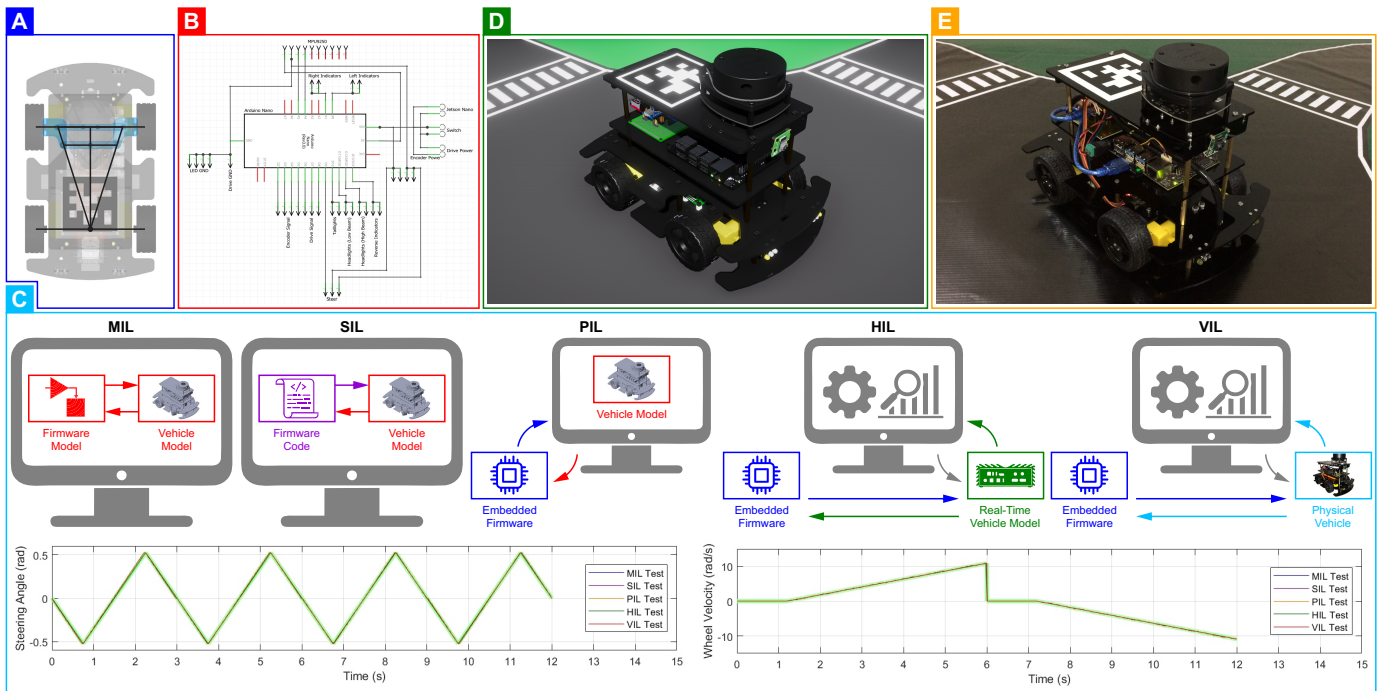 A
B
D
E
MPU9250
Right Indicators
Left Indicators
Arduino Nano
Jetson Nano
Switch
Drive Power
Encoder Power
LED GND
Drive GND
Encoder Signal
Drive Signal
Taillights
Headlights (Low Beam)
Headlights (High Beam)
Reverse Indicators
Steer
C
MIL
SIL
PIL
HIL
VIL
Firmware
Model
Vehicle
Model
Firmware
Code
Vehicle
Model
Vehicle Model
Embedded
Firmware
Embedded
Firmware
Real-Time
Vehicle Model
Embedded
Firmware
Physical
Vehicle
Steering Angle (rad)
0.5
0
-0.5
MIL Test
SIL Test
PIL Test
HIL Test
VIL Test
0 1 2 3 4 5 6 7 8 9 10 11 12 13 14 15
Time (s)
Wheel Velocity (rad/s)
10
0
-10
MIL Test
SIL Test
PIL Test
HIL Test
VIL Test
0 1 2 3 4 5 6 7 8 9 10 11 12 13 14 15
Time (s)